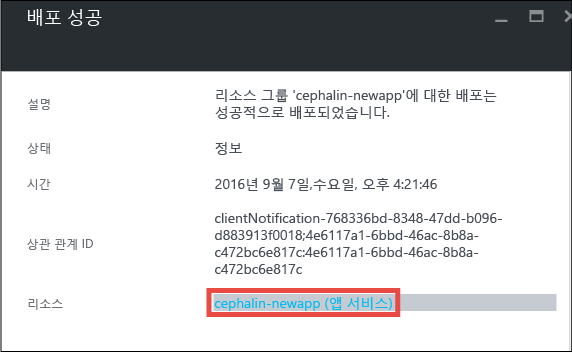 배포 성공
설명
리소스 그룹 'cephalin-newapp'에 대한 배포는
성공적으로 배포되었습니다.
상태
정보
시간
2016년 9월 7일,수요일, 오후 4:21:46
상관 관계 ID
clientNotification-768336bd-8348-47dd-b096-
d883913f0018;4e6117a1-6bbd-46ac-8b8a-
c472bc6e817c:4e6117a1-6bbd-46ac-8b8a-
c472bc6e817c
리소스
cephalin-newapp (앱 서비스)